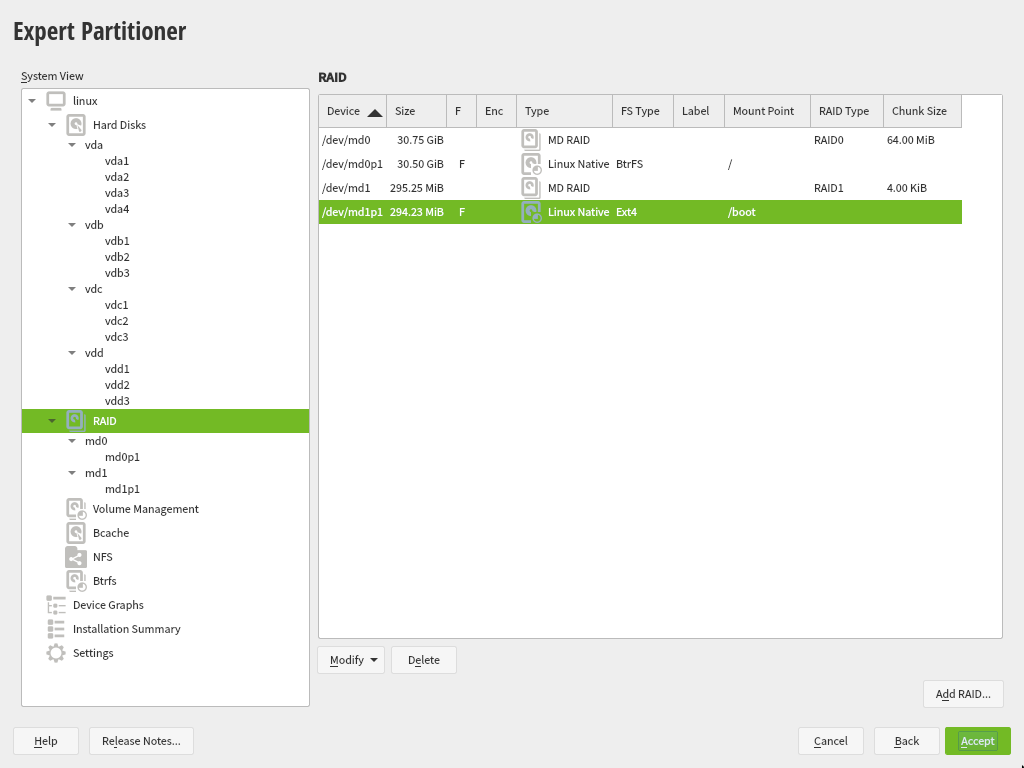 Expert Partitioner
System View
linux
Hard Disks
vda
vda1
vda2
vda3
vda4
vdb
vdb1
vdb2
vdb3
vdc
vdc1
vdc2
vdc3
vdd
vdd1
vdd2
vdd3
RAID
md0
md0p1
md1
md1p1
Volume Management
Bcache
NFS
Btrfs
Device Graphs
Installation Summary
Settings
RAID
Device Size F Enc Type FS Type Label Mount Point RAID Type Chunk Size
/dev/md0 30.75 GiB MD RAID RAID0 64.00 MiB
/dev/md0p1 30.50 GiB F Linux Native BtrFS /
/dev/md1 295.25 MiB MD RAID RAID1 4.00 KiB
/dev/md1p1 294.23 MiB F Linux Native Ext4 /boot
Modify Delete
Add RAID...
Help Release Notes... Cancel Back Accept